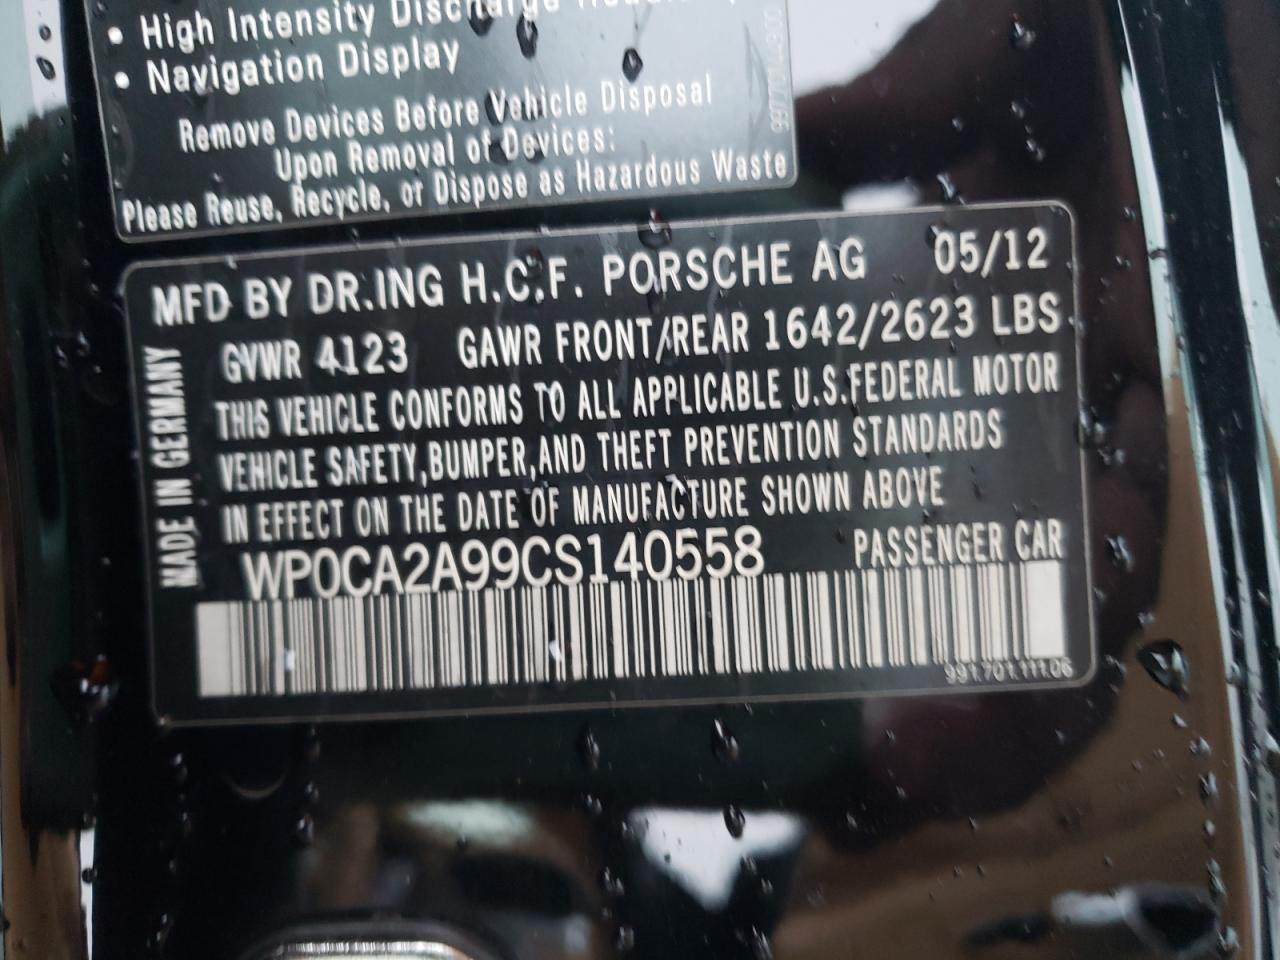 • High Intensity Discharge
• Navigation Display
Remove Devices Before Vehicle Disposal
Upon Removal of Devices:
Please Reuse, Recycle, or Dispose as Hazardous Waste
MFD BY DR.ING H.C.F. PORSCHE AG 05/12
GVWR 4123 GAWR FRONT/REAR 1642/2623 LBS
THIS VEHICLE CONFORMS TO ALL APPLICABLE U.S.FEDERAL MOTOR
VEHICLE SAFETY,BUMPER,AND THEFT PREVENTION STANDARDS
IN EFFECT ON THE DATE OF MANUFACTURE SHOWN ABOVE
WP0CA2A99CS140558 PASSENGER CAR
991.701.111.06
MADE IN GERMANY